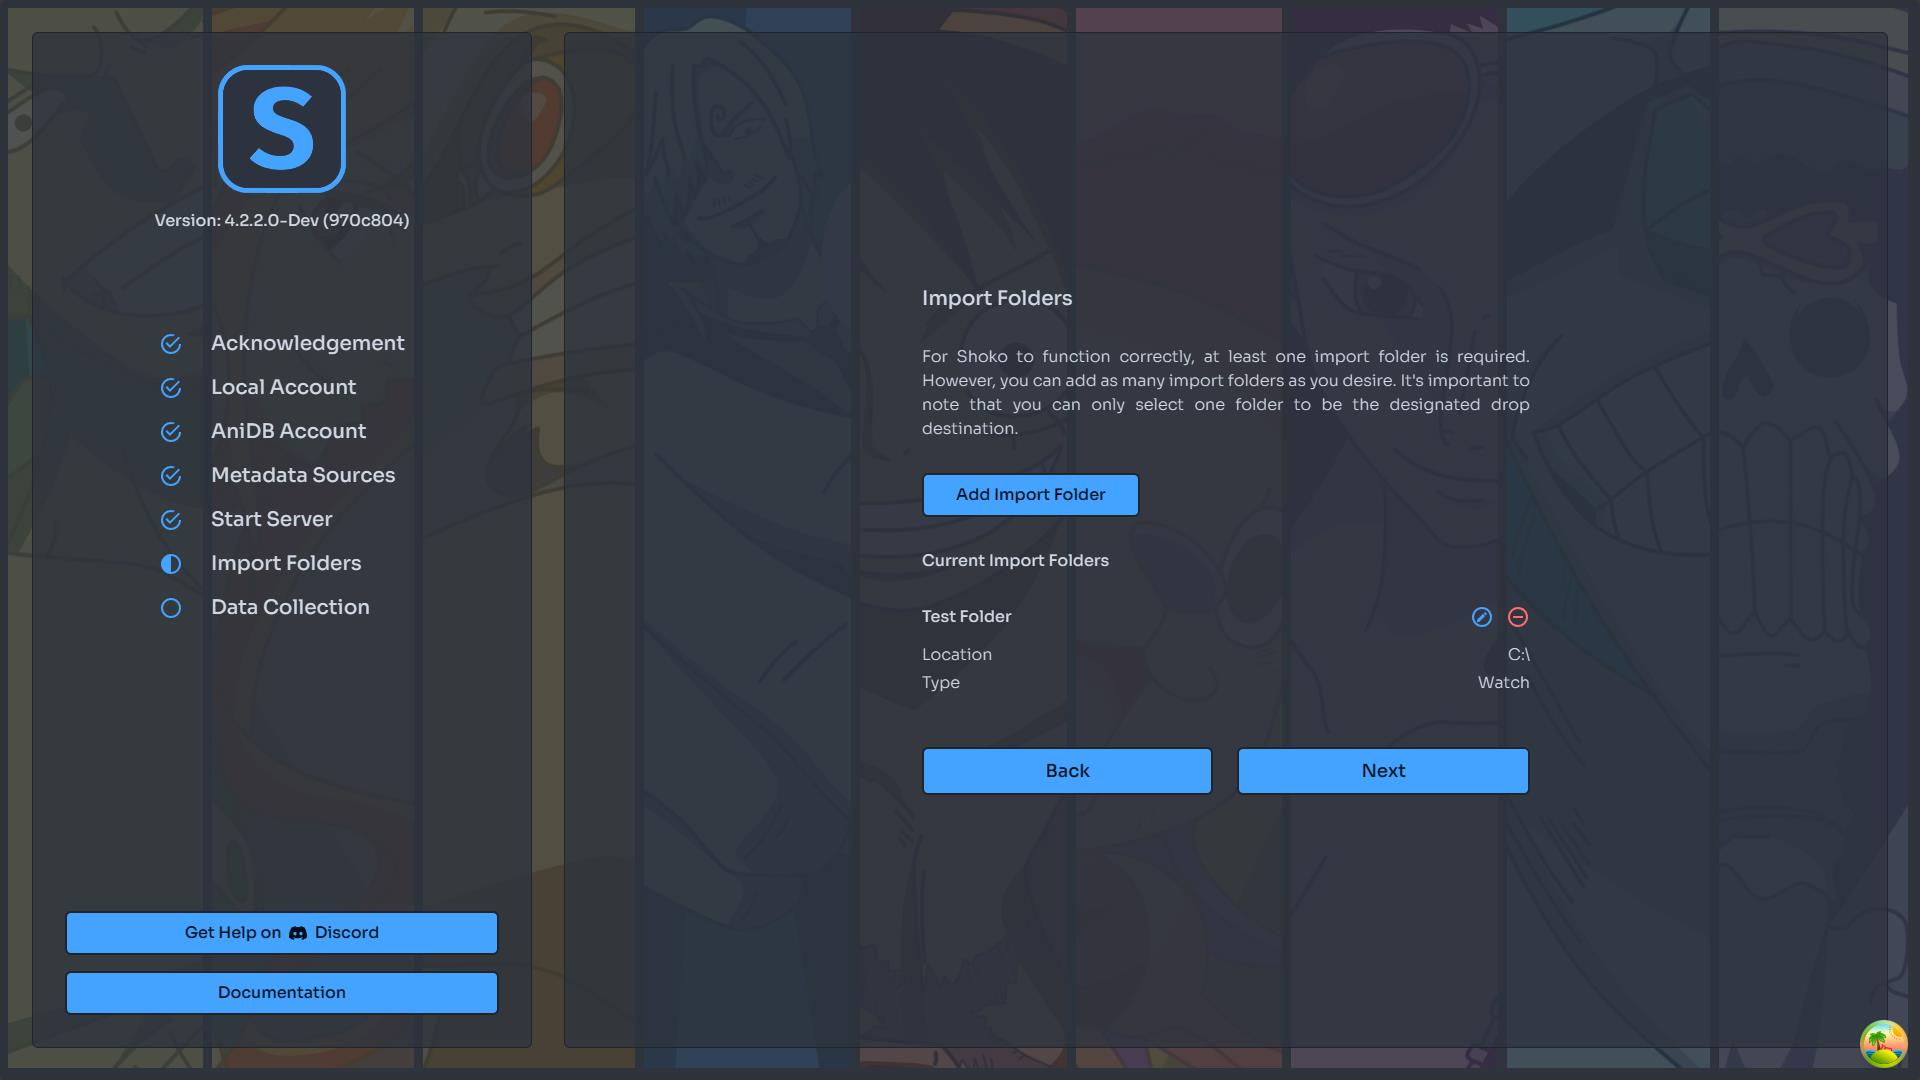 S
Version: 4.2.2.0-Dev (970c804)
Acknowledgement
Local Account
AniDB Account
Metadata Sources
Start Server
Import Folders
Data Collection
Get Help on Discord
Documentation
Import Folders
For Shoko to function correctly, at least one import folder is required.
However, you can add as many import folders as you desire. It's important to
note that you can only select one folder to be the designated drop
destination.
Add Import Folder
Current Import Folders
Test Folder
Location C:\
Type Watch
Back Next